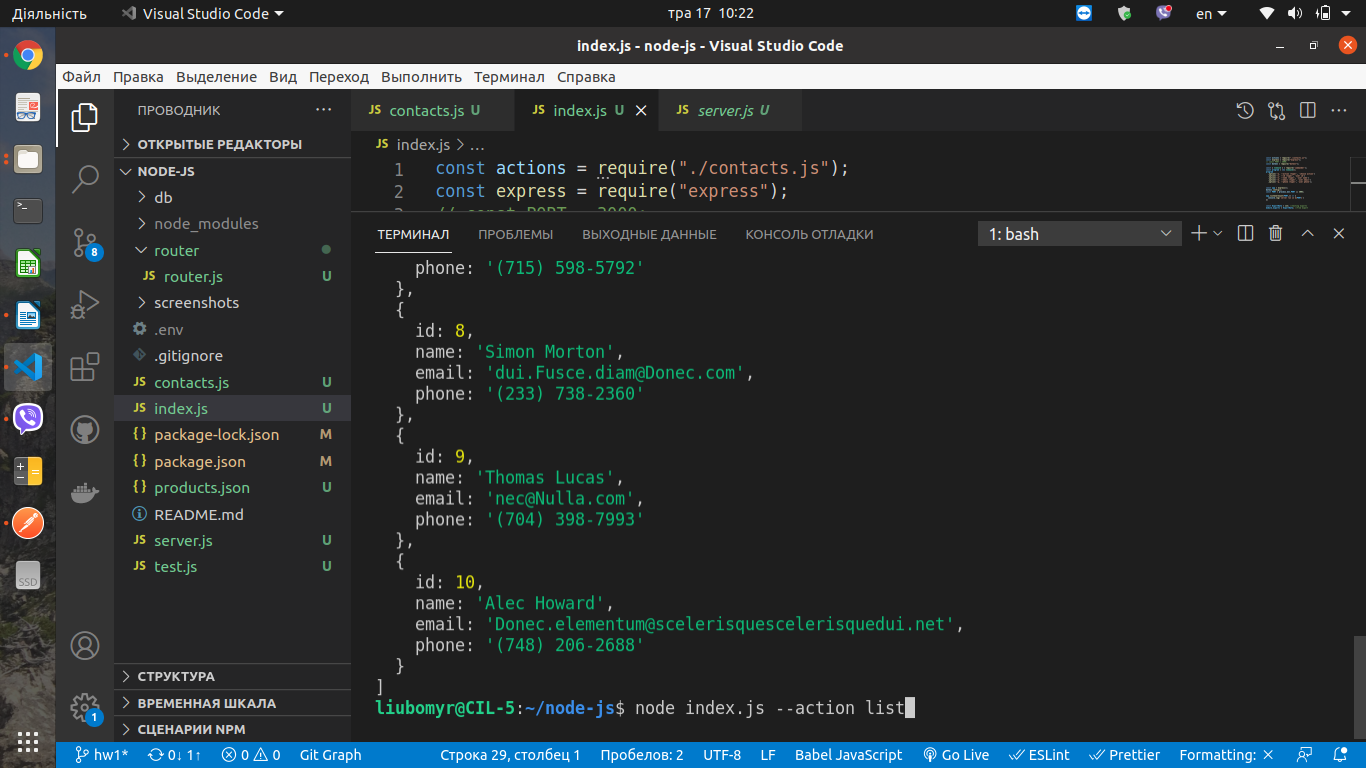 Діяльність
Visual Studio Code
тра 17 10:22
en
index.js - node-js - Visual Studio Code
Файл Правка Выделение Вид Переход Выполнить Терминал Справка
ПРОВОДНИК
ОТКРЫТЫЕ РЕДАКТОРЫ
NODE-JS
db
node_modules
router
JS router.js U
screenshots
.env
.gitignore
JS contacts.js U
JS index.js U
{} package-lock.json M
{} package.json M
{} products.json U
README.md
JS server.js U
JS test.js U
СТРУКТУРА
ВРЕМЕННАЯ ШКАЛА
СЦЕНАРИИ NPM
8
1
SSD
JS contacts.js U
JS index.js U
JS server.js U
JS index.js > ...
1 const actions = require("./contacts.js");
2 const express = require("express");
ТЕРМИНАЛ ПРОБЛЕМЫ ВЫХОДНЫЕ ДАННЫЕ КОНСОЛЬ ОТЛАДКИ
1: bash
phone: '(715) 598-5792'
},
{
id: 8,
name: 'Simon Morton',
email: 'dui.Fusce.diam@Donec.com',
phone: '(233) 738-2360'
},
{
id: 9,
name: 'Thomas Lucas',
email: 'nec@Nulla.com',
phone: '(704) 398-7993'
},
{
id: 10,
name: 'Alec Howard',
email: 'Donec.elementum@scelerisquescelerisquedui.net',
phone: '(748) 206-2688'
}
]
liubomyr@CIL-5:~/node-js$ node index.js --action list
hw1* 0↓ 1↑ 0 0 Git Graph Строка 29, столбец 1 Пробелов: 2 UTF-8 LF Babel JavaScript Go Live ESLint Prettier Formatting: ×